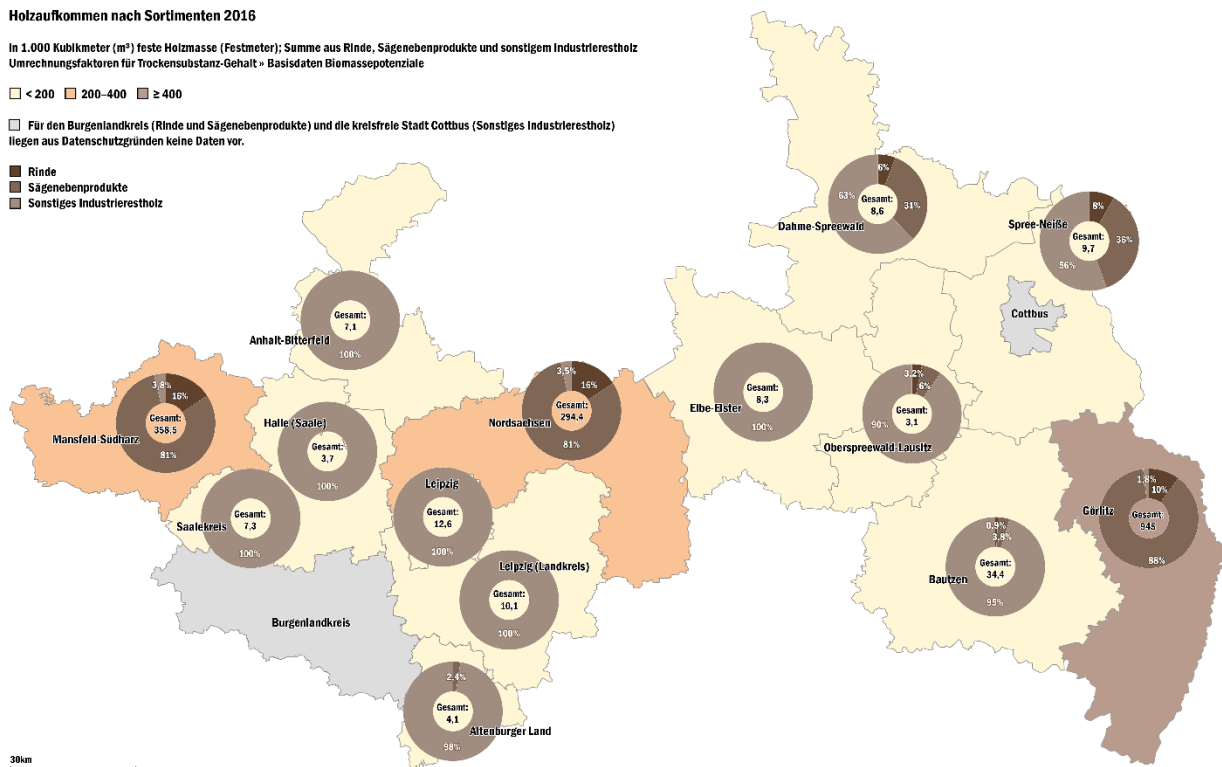 Holzaufkommen nach Sortimenten 2016
in 1.000 Kubikmeter (m³) feste Holzmasse (Festmeter); Summe aus Rinde, Sägenebenprodukte und sonstigem Industrierestholz
Umrechnungsfaktoren für Trockensubstanz-Gehalt » Basisdaten Biomassepotenziale
< 200
200–400
≥ 400
Für den Burgenlandkreis (Rinde und Sägenebenprodukte) und die kreisfreie Stadt Cottbus (Sonstiges Industrierestholz)
liegen aus Datenschutzgründen keine Daten vor.
Rinde
Sägenebenprodukte
Sonstiges Industrierestholz
6%
63%
31%
Gesamt:
8,6
Dahme-Spreewald
8%
36%
56%
Gesamt:
9,7
Spree-Neiße
Cottbus
Gesamt:
7,1
Anhalt-Bitterfeld
100%
3,8%
16%
Gesamt:
358,5
Mansfeld-Südharz
81%
Halle (Saale)
Gesamt:
3,7
100%
3,5%
16%
Gesamt:
294,4
Nordsachsen
81%
Gesamt:
8,3
Elbe-Elster
100%
3,2%
6%
Gesamt:
3,1
90%
Oberspreewald-Lausitz
Saalekreis
Gesamt:
7,3
100%
Leipzig
Gesamt:
12,6
100%
1,8%
10%
Görlitz
Gesamt:
945
88%
0,9%
3,8%
Gesamt:
34,4
Bautzen
95%
Leipzig (Landkreis)
Gesamt:
10,1
100%
Burgenlandkreis
2,4%
Gesamt:
4,1
Altenburger Land
98%
30km